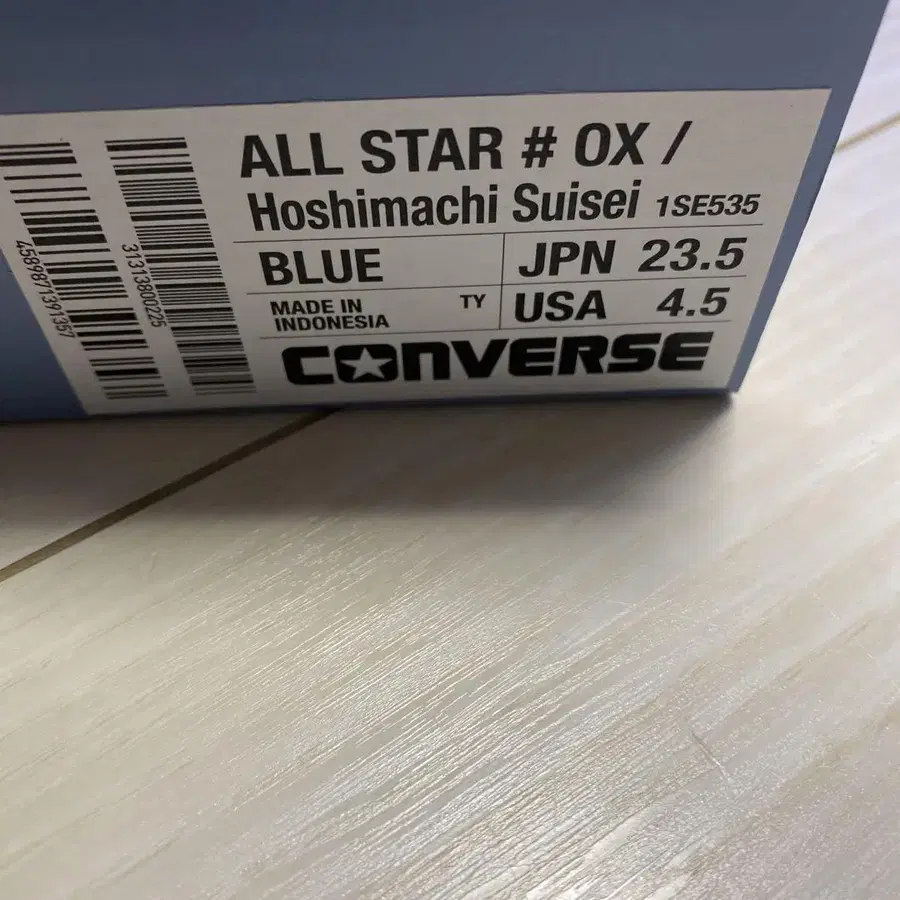 ALL STAR # OX /
Hoshimachi Suisei 1SE535
BLUE
JPN 23.5
MADE IN
INDONESIA
TY
USA 4.5
CONVERSE
4589871391357
31313800225